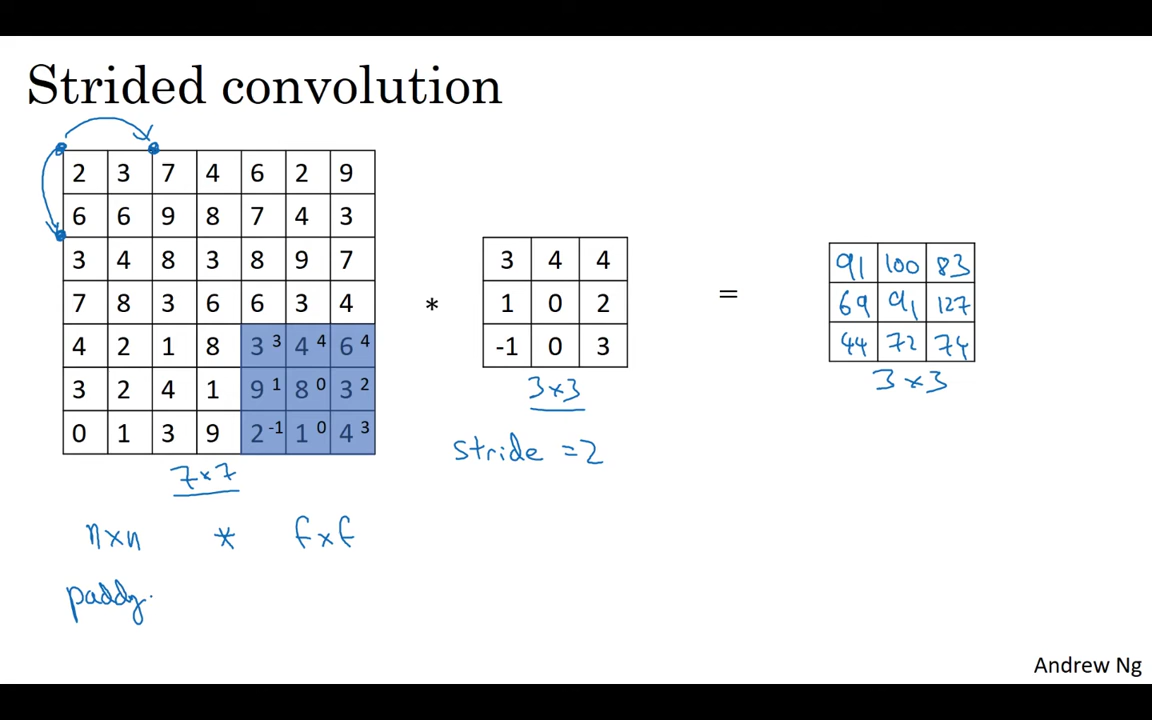 Strided convolution
2 3 7 4 6 2 9
6 6 9 8 7 4 3
3 4 8 3 8 9 7
7 8 3 6 6 3 4
4 2 1 8 3 3 4 4 6 4
3 2 4 1 9 1 8 0 3 2
0 1 3 9 2 -1 1 0 4 3
7×7
*
3 4 4
1 0 2
-1 0 3
3×3
stride = 2
=
91 100 83
69 91 127
44 72 74
3×3
n×n * f×f
paddg.
Andrew Ng